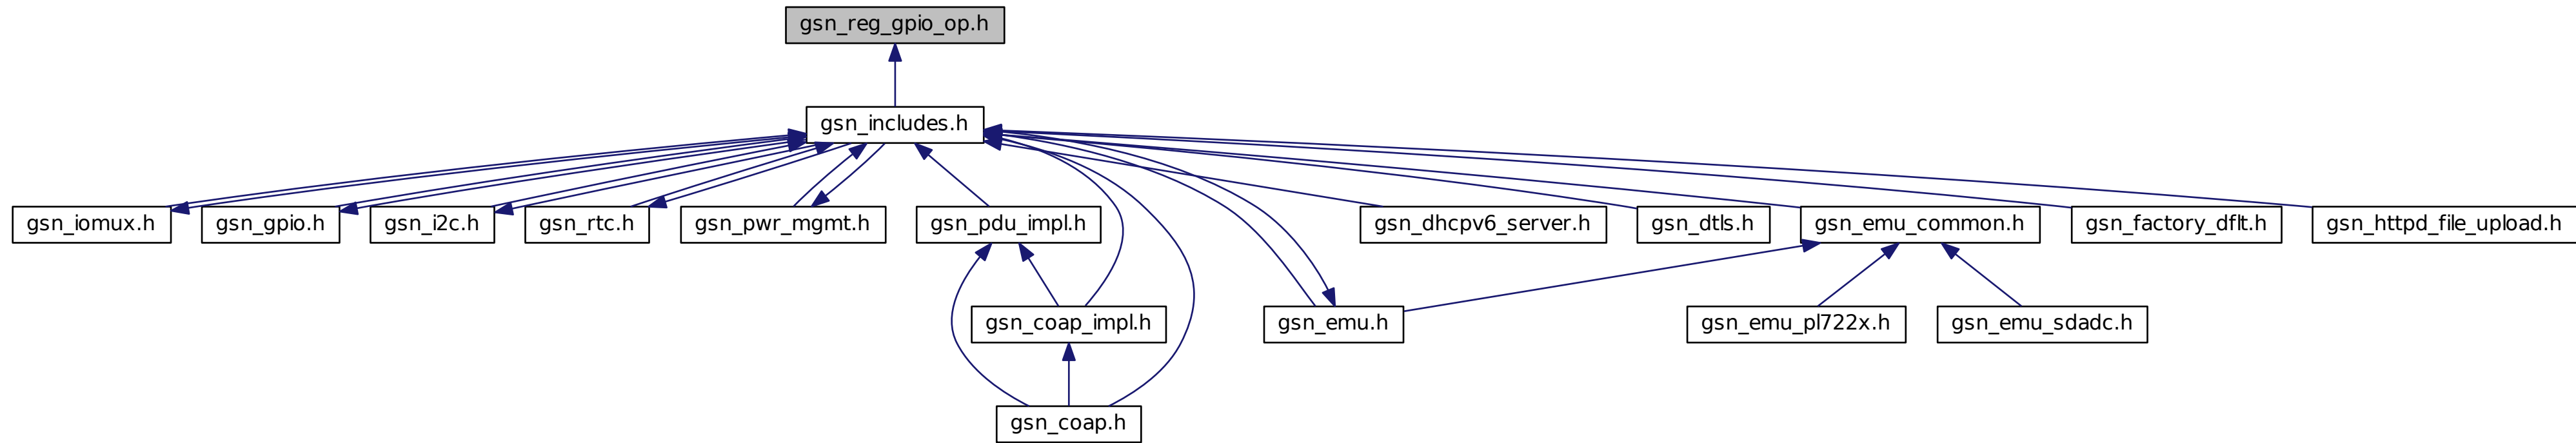 gsn_reg_gpio_op.h
gsn_includes.h
gsn_iomux.h
gsn_gpio.h
gsn_i2c.h
gsn_rtc.h
gsn_pwr_mgmt.h
gsn_pdu_impl.h
gsn_dhcpv6_server.h
gsn_dtls.h
gsn_emu_common.h
gsn_factory_dflt.h
gsn_httpd_file_upload.h
gsn_coap_impl.h
gsn_emu.h
gsn_emu_pl722x.h
gsn_emu_sdadc.h
gsn_coap.h